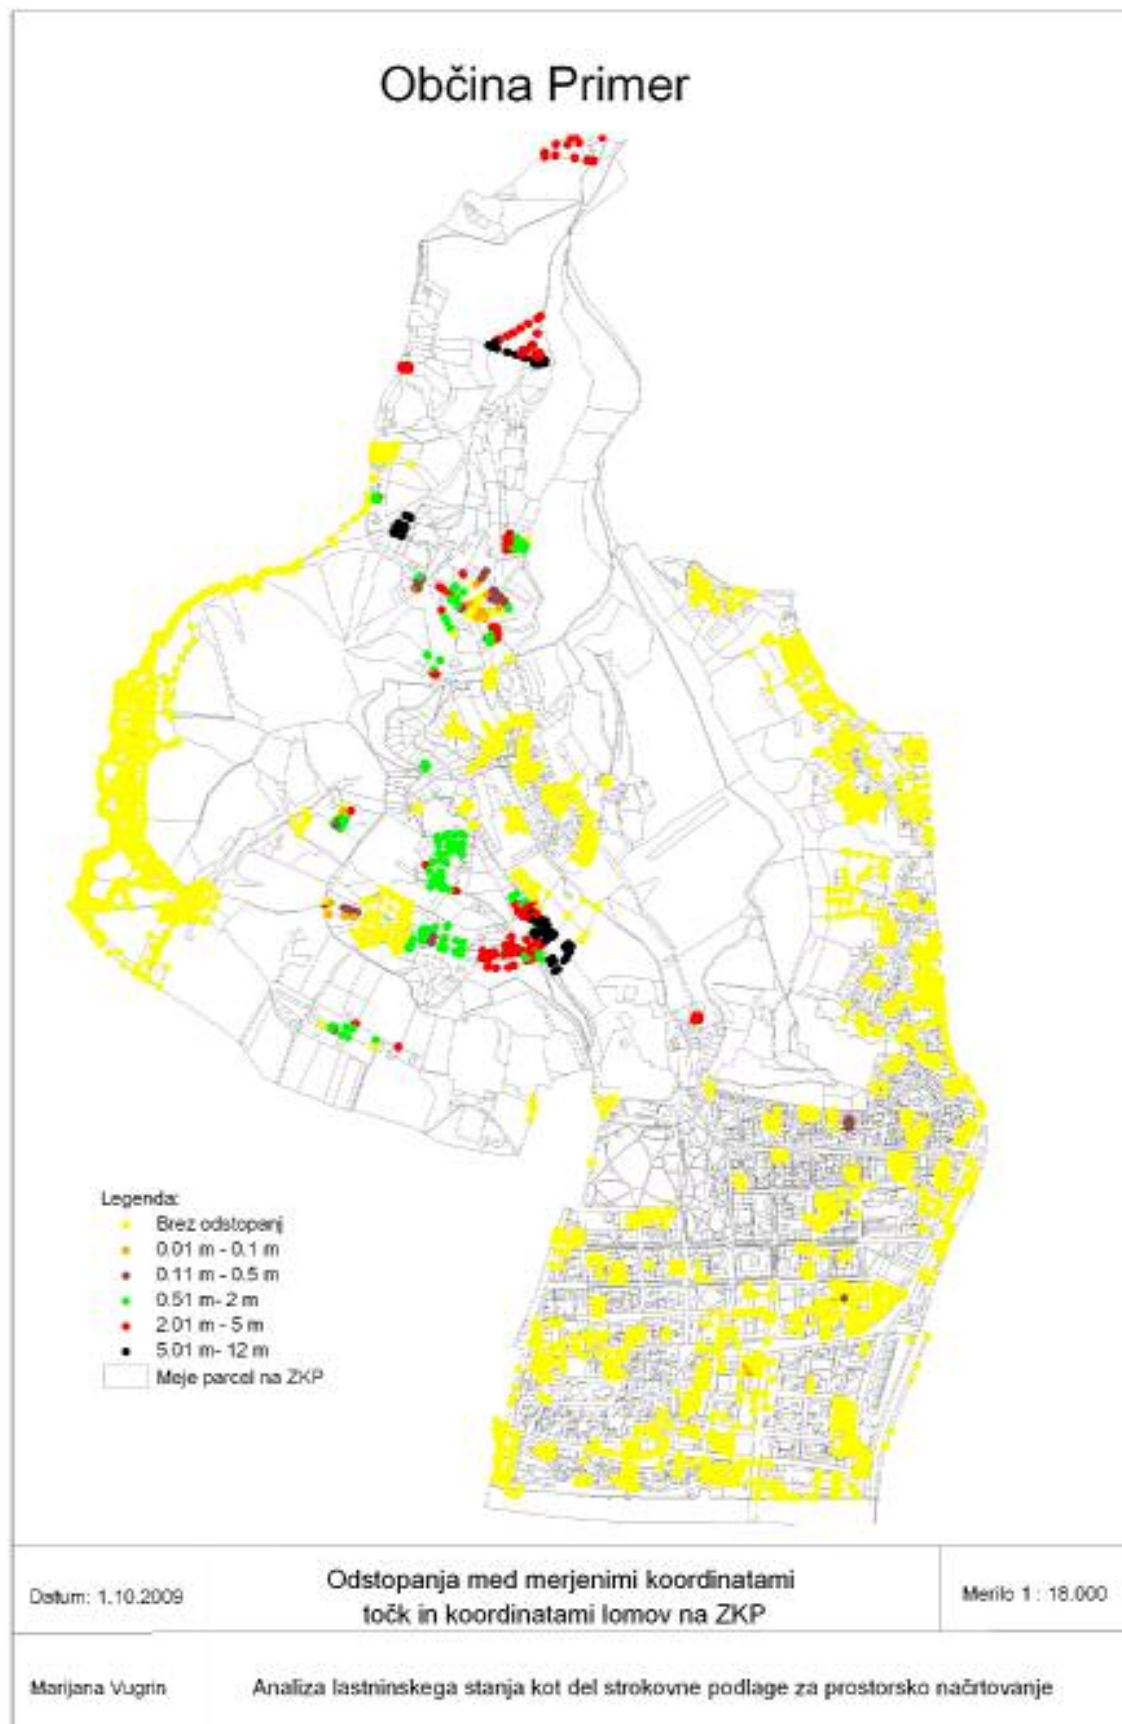 Občina Primer
Legenda:
Brez odstopanj
0.01 m - 0.1 m
0.11 m - 0.5 m
0.51 m- 2 m
2.01 m - 5 m
5.01 m- 12 m
Meje parcel na ZKP
Datum: 1.10.2009
Odstopanja med merjenimi koordinatami
točk in koordinatami lomov na ZKP
Merilo 1 : 18.000
Marijana Vugrin
Analiza lastninskega stanja kot del strokovne podlage za prostorsko načrtovanje